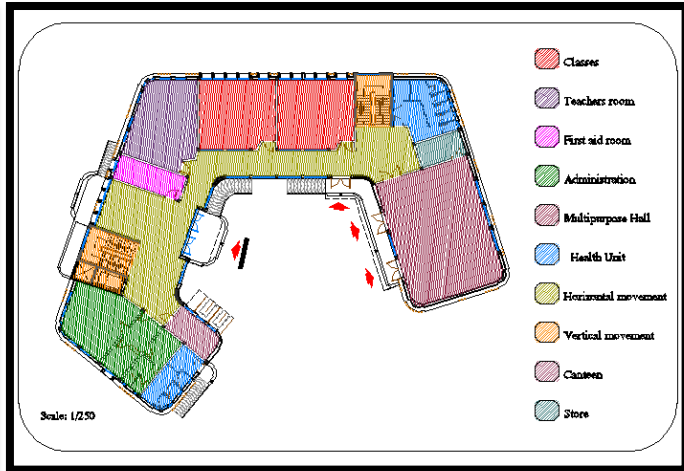 Classes
Teachers room
First aid room
Administration
Multipurpose Hall
Health Unit
Horizontal movement
Vertical movement
Canteen
Store
Scale: 1/250